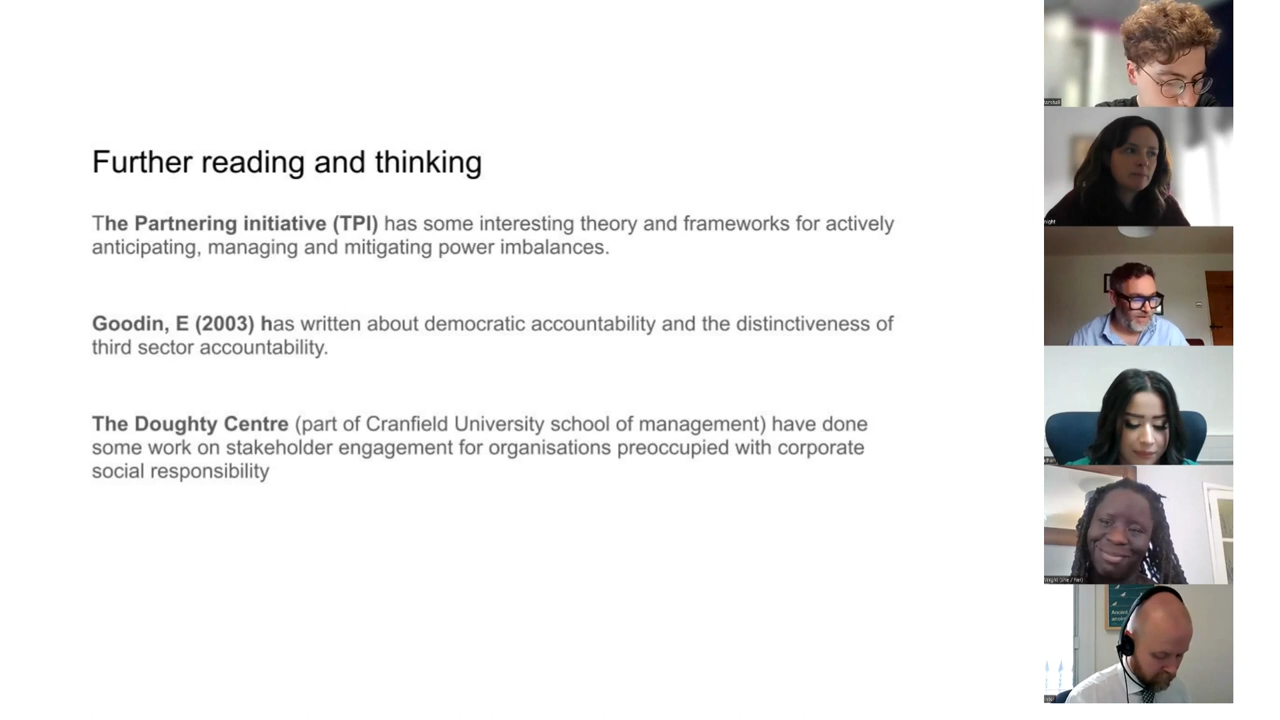 Further reading and thinking
The Partnering initiative (TPI) has some interesting theory and frameworks for actively
anticipating, managing and mitigating power imbalances.
Goodin, E (2003) has written about democratic accountability and the distinctiveness of
third sector accountability.
The Doughty Centre (part of Cranfield University school of management) have done
some work on stakeholder engagement for organisations preoccupied with corporate
social responsibility